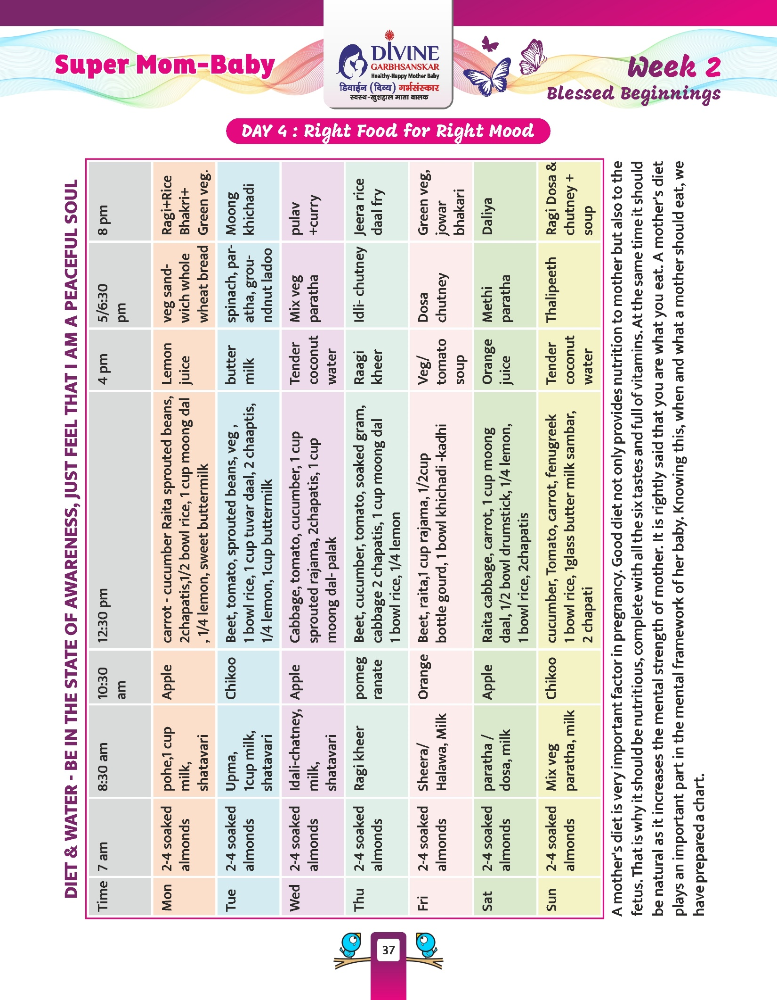 Super Mom-Baby
DIVINE
GARBHSANSKAR
Healthy-Happy Mother Baby
डिवाईन (दिव्य) गर्भसंस्कार
स्वस्थ-खुशहाल माता बालक
Week 2
Blessed Beginnings
DAY 4 : Right Food for Right Mood
DIET & WATER - BE IN THE STATE OF AWARENESS, JUST FEEL THAT I AM A PEACEFUL SOUL
Time
7 am
8:30 am
10:30
am
12:30 pm
4 pm
5/6:30
pm
8 pm
Mon
2-4 soaked
almonds
pohe,1 cup
milk,
shatavari
Apple
carrot - cucumber Raita sprouted beans,
2chapatis,1/2 bowl rice, 1 cup moong dal
, 1/4 lemon, sweet buttermilk
Lemon
juice
veg sand-
wich whole
wheat bread
Ragi+Rice
Bhakri+
Green veg.
Tue
2-4 soaked
almonds
Upma,
1cup milk,
shatavari
Chikoo
Beet, tomato, sprouted beans, veg ,
1 bowl rice, 1 cup tuvar daal, 2 chaaptis,
1/4 lemon, 1cup buttermilk
butter
milk
spinach, par-
atha, grou-
ndnut ladoo
Moong
khichadi
Wed
2-4 soaked
almonds
Idali-chatney,
milk,
shatavari
Apple
Cabbage, tomato, cucumber, 1 cup
sprouted rajama, 2chapatis, 1 cup
moong dal- palak
Tender
coconut
water
Mix veg
paratha
pulav
+curry
Thu
2-4 soaked
almonds
Ragi kheer
pomeg
ranate
Beet, cucumber, tomato, soaked gram,
cabbage 2 chapatis, 1 cup moong dal
1 bowl rice, 1/4 lemon
Raagi
kheer
Idli- chutney
Jeera rice
daal fry
Fri
2-4 soaked
almonds
Sheera/
Halawa, Milk
Orange
Beet, raita,1 cup rajama, 1/2cup
bottle gourd, 1 bowl khichadi -kadhi
Veg/
tomato
soup
Dosa
chutney
Green veg,
jowar
bhakari
Sat
2-4 soaked
almonds
paratha /
dosa, milk
Apple
Raita cabbage, carrot, 1 cup moong
daal, 1/2 bowl drumstick, 1/4 lemon,
1 bowl rice, 2chapatis
Orange
juice
Methi
paratha
Daliya
Sun
2-4 soaked
almonds
Mix veg
paratha, milk
Chikoo
cucumber, Tomato, carrot, fenugreek
1 bowl rice, 1glass butter milk sambar,
2 chapati
Tender
coconut
water
Thalipeeth
Ragi Dosa &
chutney +
soup
A mother's diet is very important factor in pregnancy. Good diet not only provides nutrition to mother but also to the
fetus. That is why it should be nutritious, complete with all the six tastes and full of vitamins. At the same time it should
be natural as it increases the mental strength of mother. It is rightly said that you are what you eat. A mother's diet
plays an important part in the mental framework of her baby. Knowing this, when and what a mother should eat, we
have prepared a chart.
37